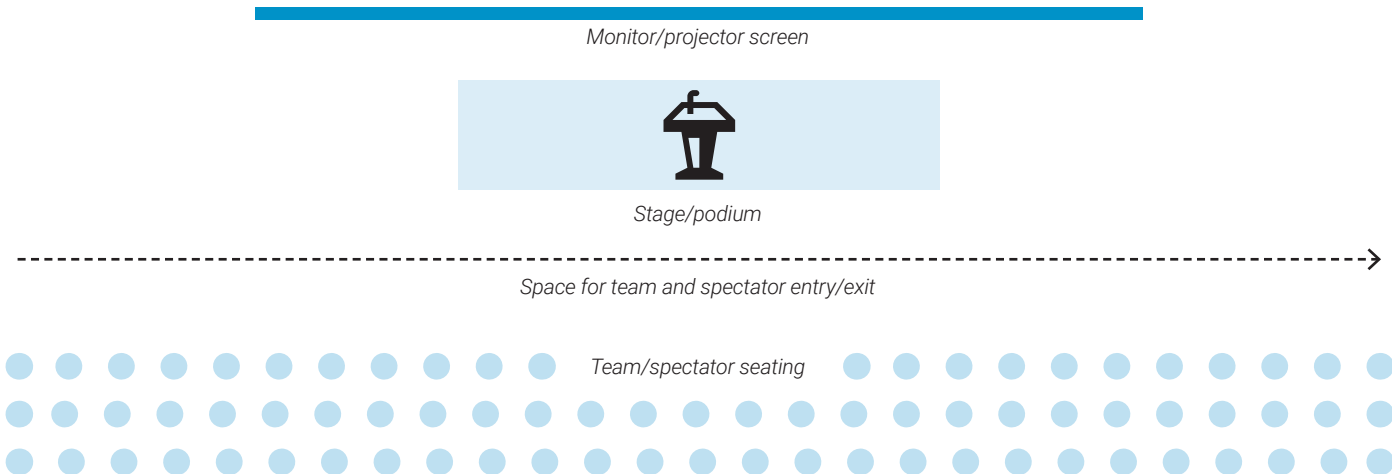 Monitor/projector screen
Stage/podium
Space for team and spectator entry/exit
Team/spectator seating